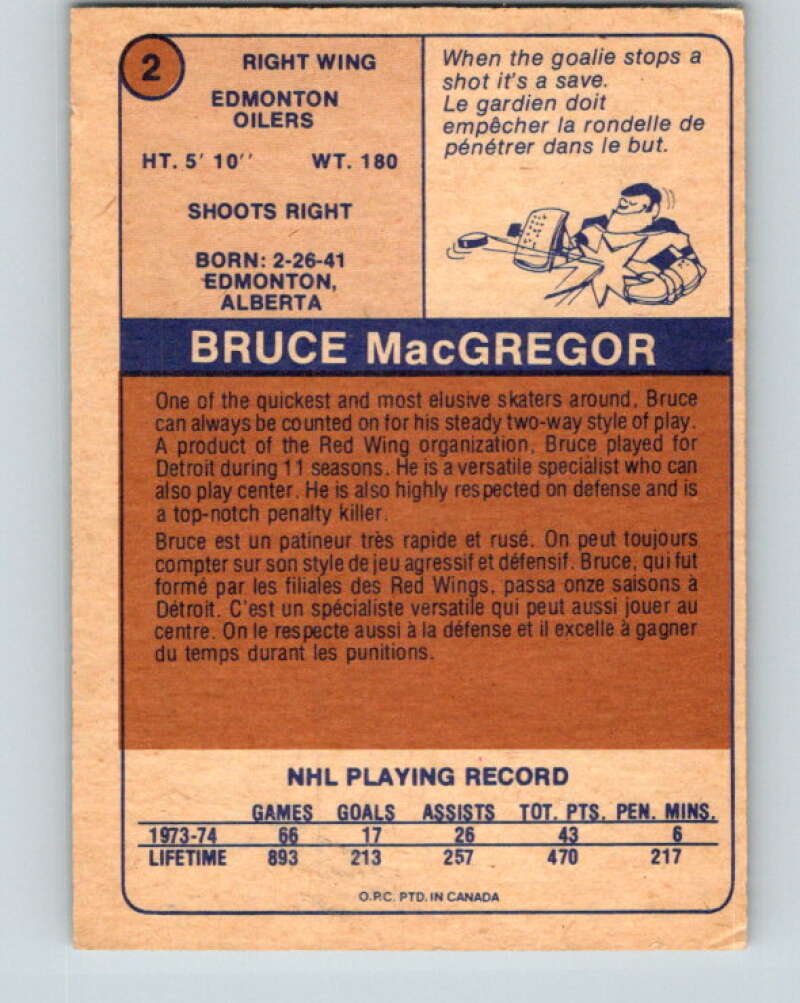 2
RIGHT WING
EDMONTON
OILERS
HT. 5' 10'' WT. 180
SHOOTS RIGHT
BORN: 2-26-41
EDMONTON,
ALBERTA
When the goalie stops a
shot it's a save.
Le gardien doit
empêcher la rondelle de
pénétrer dans le but.
BRUCE MacGREGOR
One of the quickest and most elusive skaters around, Bruce
can always be counted on for his steady two-way style of play.
A product of the Red Wing organization, Bruce played for
Detroit during 11 seasons. He is a versatile specialist who can
also play center. He is also highly respected on defense and is
a top-notch penalty killer.
Bruce est un patineur très rapide et rusé. On peut toujours
compter sur son style de jeu agressif et défensif. Bruce, qui fut
formé par les filiales des Red Wings, passa onze saisons à
Détroit. C'est un spécialiste versatile qui peut aussi jouer au
centre. On le respecte aussi à la défense et il excelle à gagner
du temps durant les punitions.
NHL PLAYING RECORD
GAMES GOALS ASSISTS TOT. PTS. PEN. MINS.
1973-74 66 17 26 43 6
LIFETIME 893 213 257 470 217
O.P.C. PTD. IN CANADA